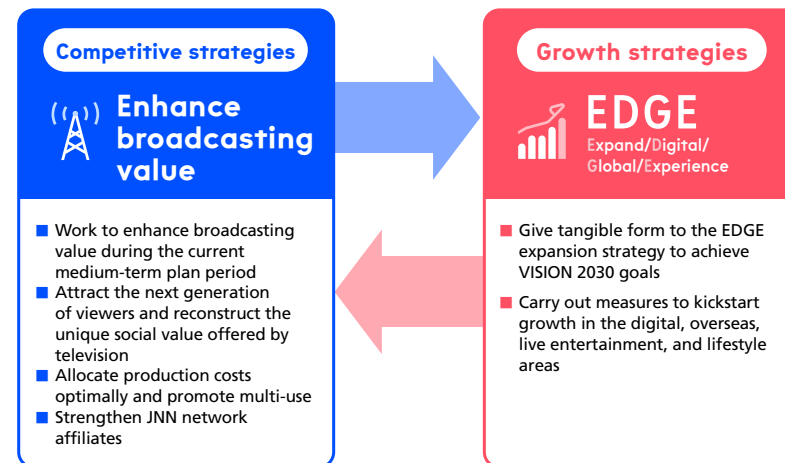 Competitive strategies
Enhance
broadcasting
value
■ Work to enhance broadcasting
value during the current
medium-term plan period
■ Attract the next generation
of viewers and reconstruct the
unique social value offered by
television
■ Allocate production costs
optimally and promote multi-use
■ Strengthen JNN network
affiliates
Growth strategies
EDGE
Expand/Digital/
Global/Experience
■ Give tangible form to the EDGE
expansion strategy to achieve
VISION 2030 goals
■ Carry out measures to kickstart
growth in the digital, overseas,
live entertainment, and lifestyle
areas